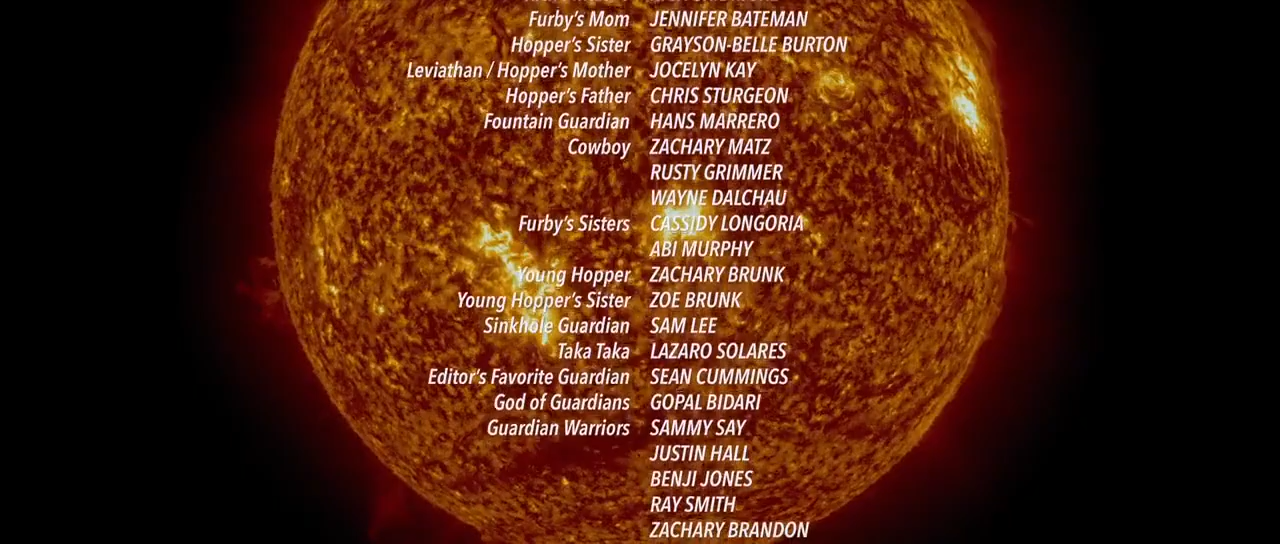 Furby's Mom JENNIFER BATEMAN
Hopper's Sister GRAYSON-BELLE BURTON
Leviathan / Hopper's Mother JOCELYN KAY
Hopper's Father CHRIS STURGEON
Fountain Guardian HANS MARRERO
Cowboy ZACHARY MATZ
RUSTY GRIMMER
WAYNE DALCHAU
Furby's Sisters CASSIDY LONGORIA
ABI MURPHY
Young Hopper ZACHARY BRUNK
Young Hopper's Sister ZOE BRUNK
Sinkhole Guardian SAM LEE
Taka Taka LAZARO SOLARES
Editor's Favorite Guardian SEAN CUMMINGS
God of Guardians GOPAL BIDARI
Guardian Warriors SAMMY SAY
JUSTIN HALL
BENJI JONES
RAY SMITH
ZACHARY BRANDON